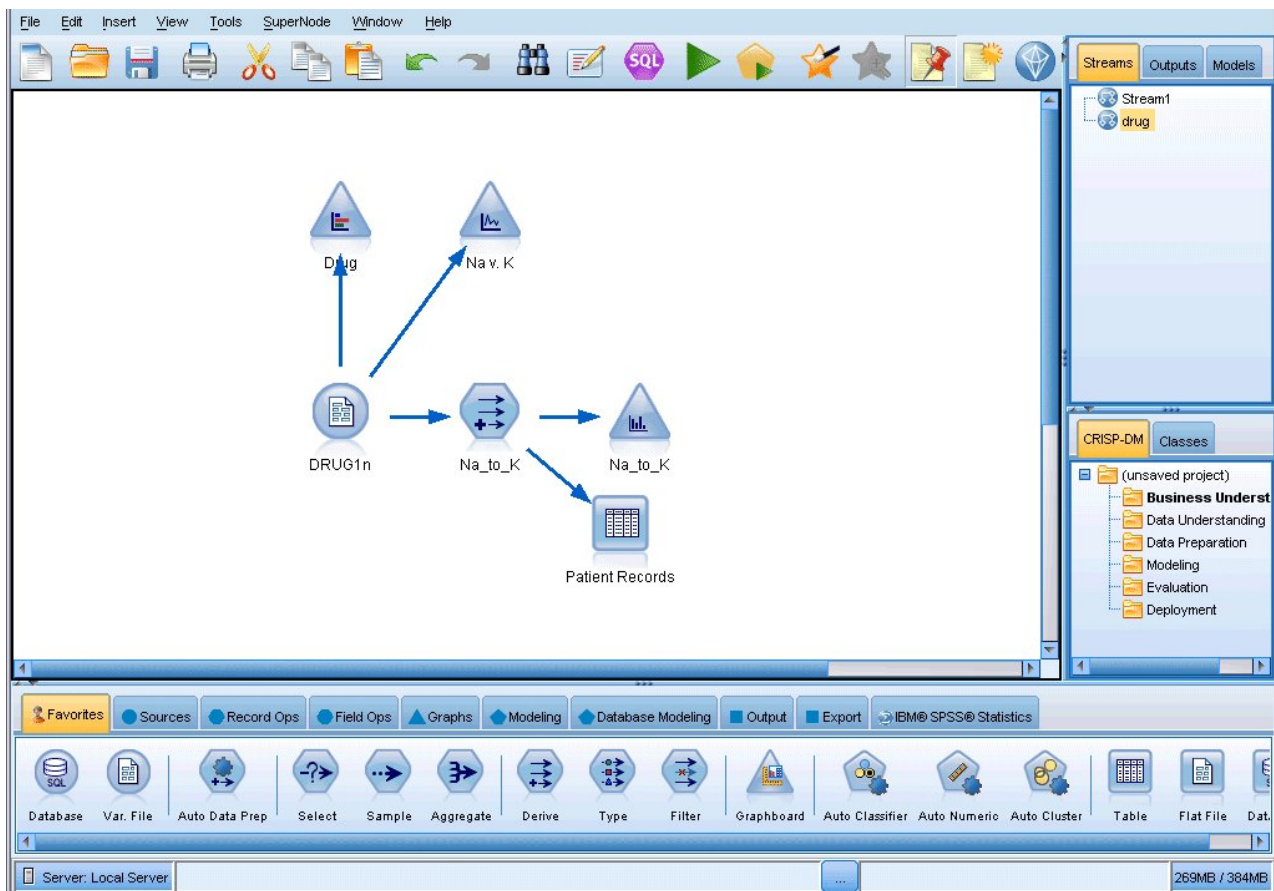 File Edit Insert View Tools SuperNode Window Help
SQL
Streams Outputs Models
Stream1
drug
Drug
Na v. K
DRUG1n
Na_to_K
Na_to_K
Patient Records
CRISP-DM Classes
(unsaved project)
Business Underst
Data Understanding
Data Preparation
Modeling
Evaluation
Deployment
Favorites Sources Record Ops Field Ops Graphs Modeling Database Modeling Output Export IBM® SPSS® Statistics
SQL
Database Var. File Auto Data Prep Select Sample Aggregate Derive Type Filter Graphboard Auto Classifier Auto Numeric Auto Cluster Table Flat File Dat.
Server: Local Server ... 269MB / 384MB